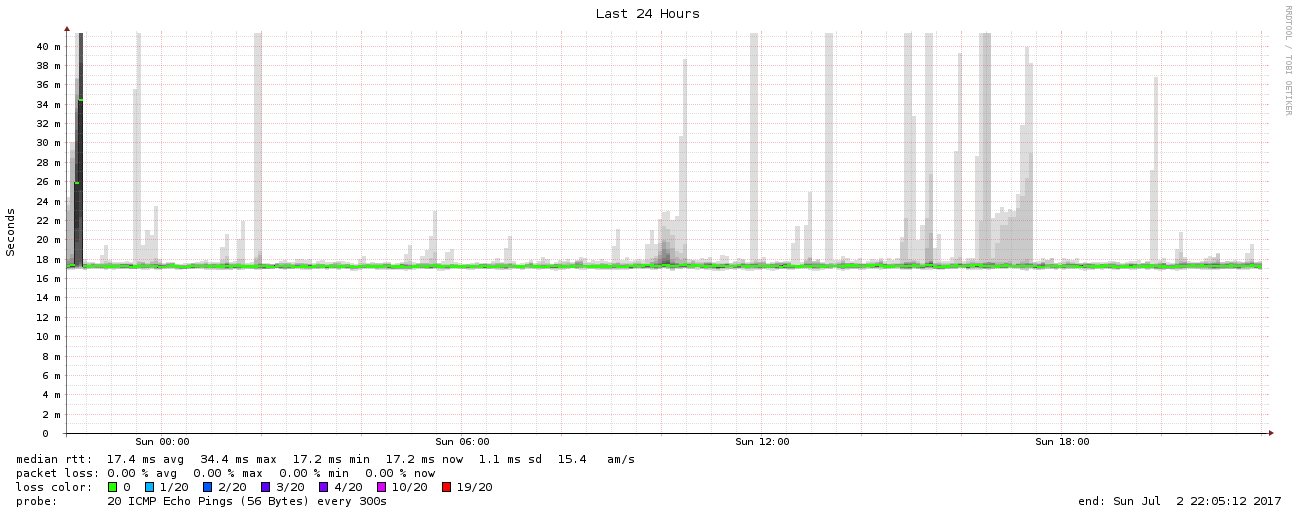 Last 24 Hours
RRDTOOL / TOBI OETIKER
Seconds
40 m
38 m
36 m
34 m
32 m
30 m
28 m
26 m
24 m
22 m
20 m
18 m
16 m
14 m
12 m
10 m
8 m
6 m
4 m
2 m
0
Sun 00:00 Sun 06:00 Sun 12:00 Sun 18:00
median rtt: 17.4 ms avg 34.4 ms max 17.2 ms min 17.2 ms now 1.1 ms sd 15.4 am/s
packet loss: 0.00 % avg 0.00 % max 0.00 % min 0.00 % now
loss color: 0 1/20 2/20 3/20 4/20 10/20 19/20
probe: 20 ICMP Echo Pings (56 Bytes) every 300s end: Sun Jul 2 22:05:12 2017